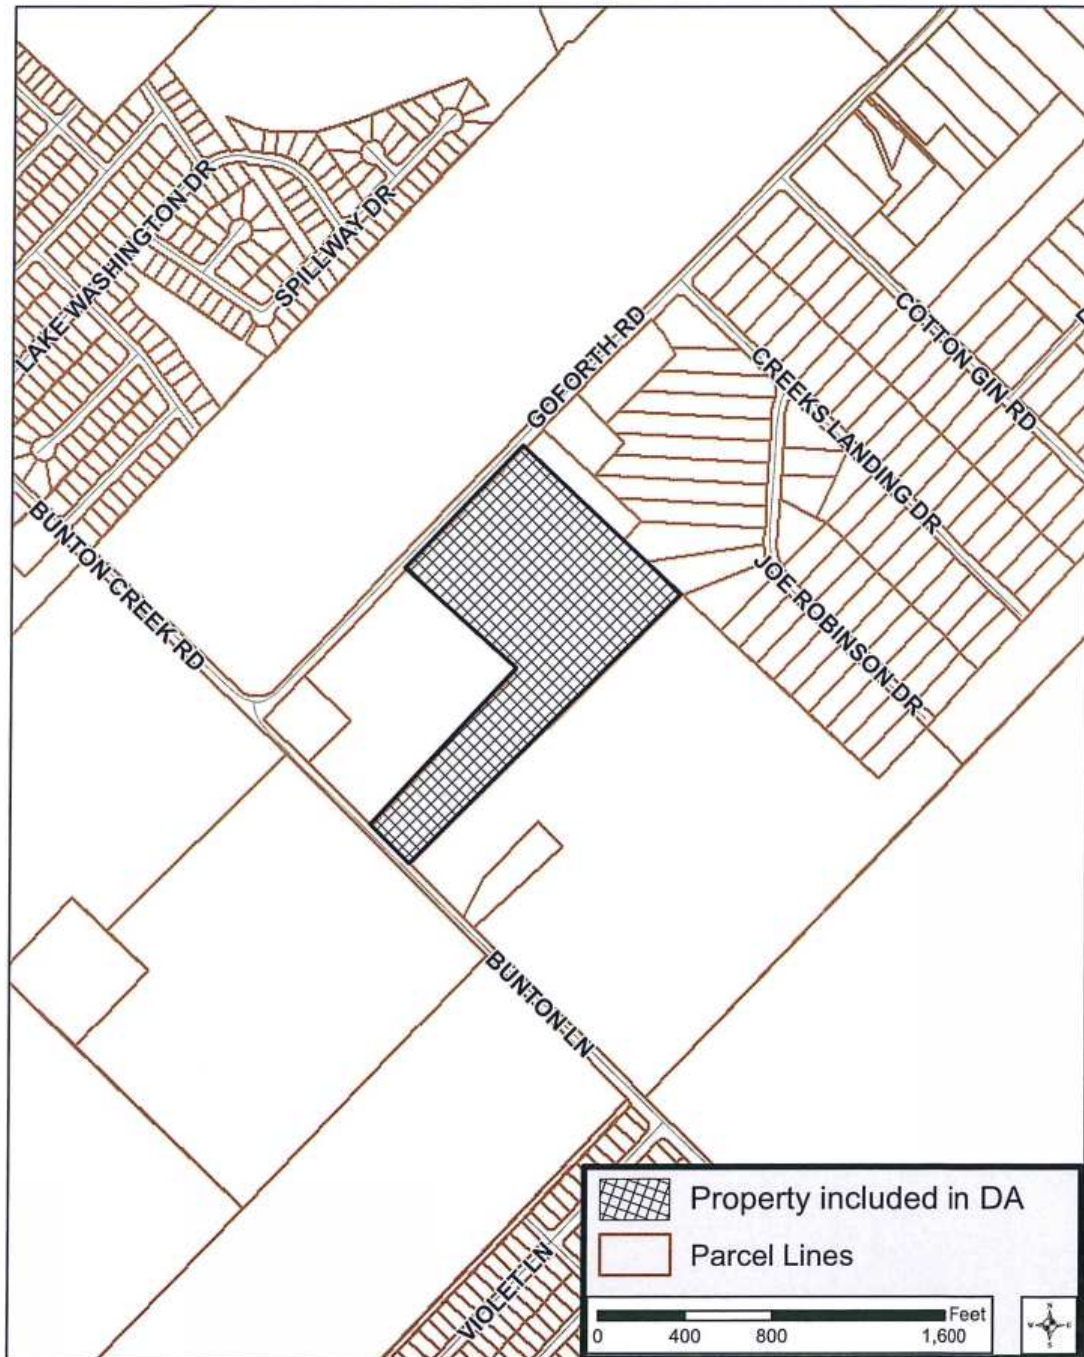 LAKE WASHINGTON DR
SPILLWAY DR
GOFORTH RD
COTTON GIN RD
CREEKS LANDING DR
BUNTON CREEK RD
JOE ROBINSON DR
BUNTON LN
VIOLET LN
Property included in DA
Parcel Lines
Feet
0 400 800 1,600
N
W E
S